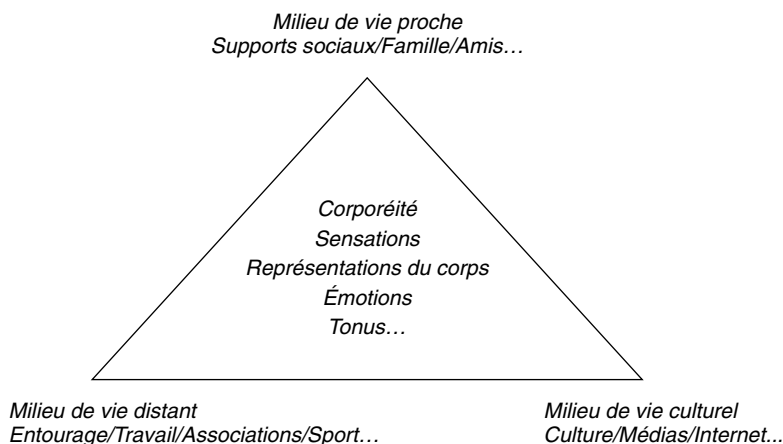 Milieu de vie proche
Supports sociaux/Famille/Amis…
Corporéité
Sensations
Représentations du corps
Émotions
Tonus…
Milieu de vie distant
Entourage/Travail/Associations/Sport…
Milieu de vie culturel
Culture/Médias/Internet...